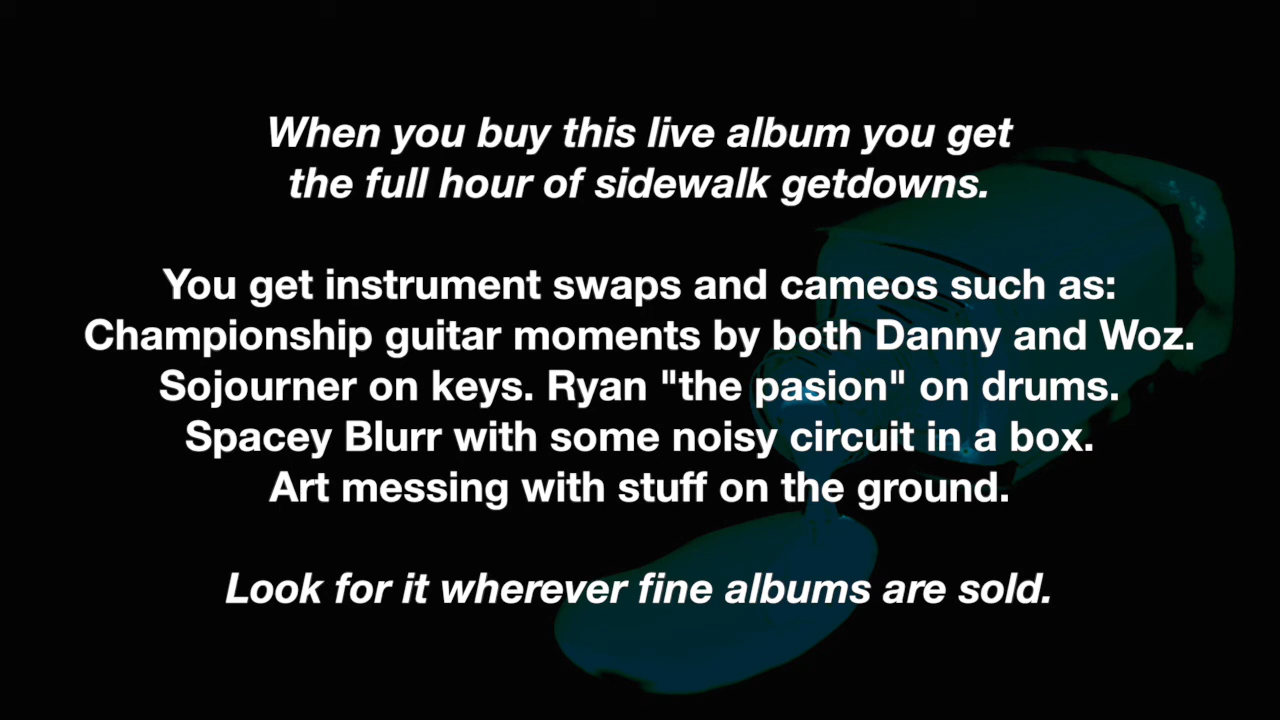 When you buy this live album you get
the full hour of sidewalk getdowns.
You get instrument swaps and cameos such as:
Championship guitar moments by both Danny and Woz.
Sojourner on keys. Ryan "the pasion" on drums.
Spacey Blurr with some noisy circuit in a box.
Art messing with stuff on the ground.
Look for it wherever fine albums are sold.